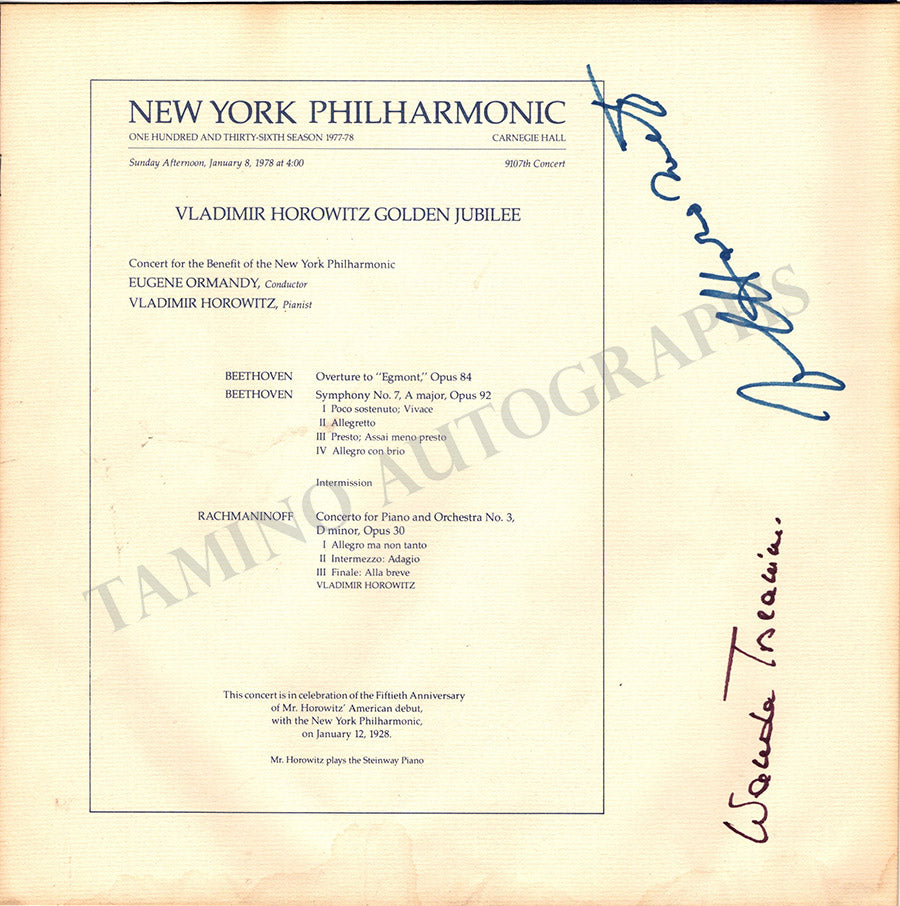 NEW YORK PHILHARMONIC
ONE HUNDRED AND THIRTY-SIXTH SEASON 1977-78 CARNEGIE HALL
Sunday Afternoon, January 8, 1978 at 4:00 9107th Concert
VLADIMIR HOROWITZ GOLDEN JUBILEE
Concert for the Benefit of the New York Philharmonic
EUGENE ORMANDY, Conductor
VLADIMIR HOROWITZ, Pianist
BEETHOVEN Overture to "Egmont," Opus 84
BEETHOVEN Symphony No. 7, A major, Opus 92
I Poco sostenuto; Vivace
II Allegretto
III Presto; Assai meno presto
IV Allegro con brio
Intermission
RACHMANINOFF Concerto for Piano and Orchestra No. 3,
D minor, Opus 30
I Allegro ma non tanto
II Intermezzo: Adagio
III Finale: Alla breve
VLADIMIR HOROWITZ
This concert is in celebration of the Fiftieth Anniversary
of Mr. Horowitz' American debut,
with the New York Philharmonic,
on January 12, 1928.
Mr. Horowitz plays the Steinway Piano
Wanda Toscanini
TAMINO AUTOGRAPHS